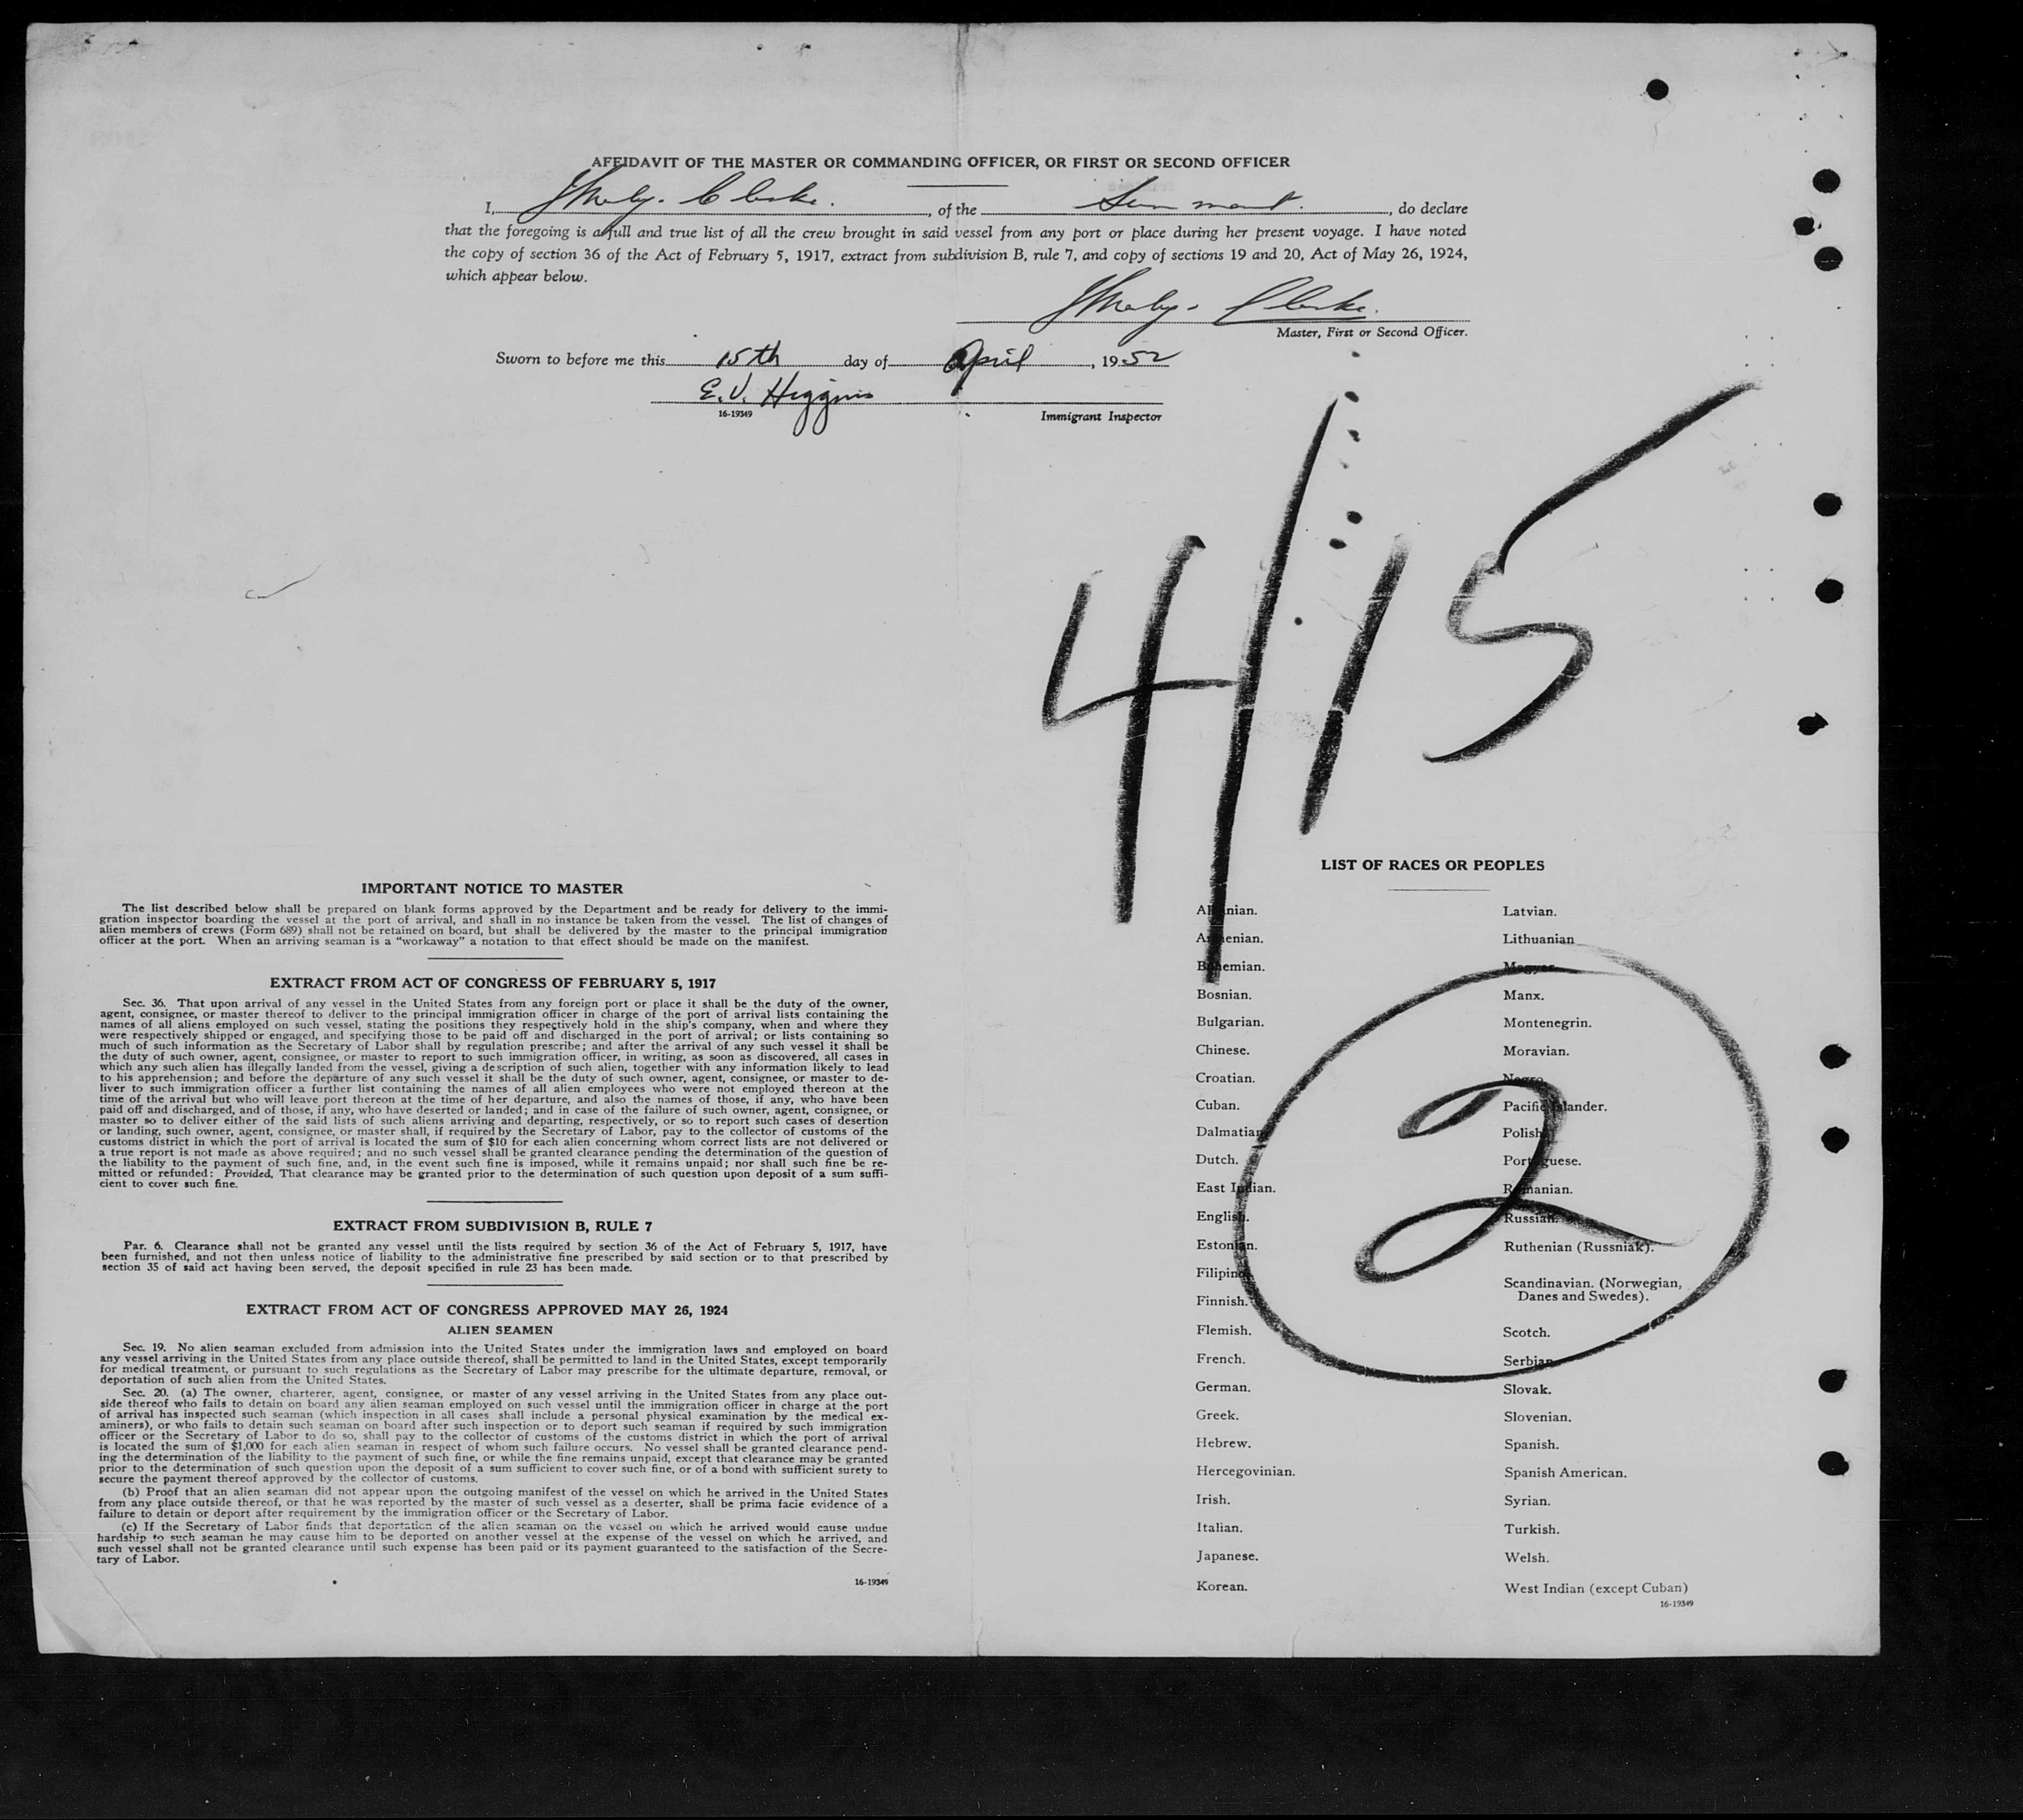 AFFIDAVIT OF THE MASTER OR COMMANDING OFFICER, OR FIRST OR SECOND OFFICER
I, Clarke. , of the , do declare
that the foregoing is a full and true list of all the crew brought in said vessel from any port or place during her present voyage. I have noted
the copy of section 36 of the Act of February 5, 1917, extract from subdivision B, rule 7, and copy of sections 19 and 20, Act of May 26, 1924,
which appear below.
Clarke.
Master, First or Second Officer.
Sworn to before me this 15th day of April , 1952
E. V. Higgins
16-19349 Immigrant Inspector
4/15
IMPORTANT NOTICE TO MASTER
The list described below shall be prepared on blank forms approved by the Department and be ready for delivery to the immi-
gration inspector boarding the vessel at the port of arrival, and shall in no instance be taken from the vessel. The list of changes of
alien members of crews (Form 689) shall not be retained on board, but shall be delivered by the master to the principal immigration
officer at the port. When an arriving seaman is a "workaway" a notation to that effect should be made on the manifest.
EXTRACT FROM ACT OF CONGRESS OF FEBRUARY 5, 1917
Sec. 36. That upon arrival of any vessel in the United States from any foreign port or place it shall be the duty of the owner,
agent, consignee, or master thereof to deliver to the principal immigration officer in charge of the port of arrival lists containing the
names of all aliens employed on such vessel, stating the positions they respectively hold in the ship's company, when and where they
were respectively shipped or engaged, and specifying those to be paid off and discharged in the port of arrival; or lists containing so
much of such information as the Secretary of Labor shall by regulation prescribe; and after the arrival of any such vessel it shall be
the duty of such owner, agent, consignee, or master to report to such immigration officer, in writing, as soon as discovered, all cases in
which any such alien has illegally landed from the vessel, giving a description of such alien, together with any information likely to lead
to his apprehension; and before the departure of any such vessel it shall be the duty of such owner, agent, consignee, or master to de-
liver to such immigration officer a further list containing the names of all alien employees who were not employed thereon at the
time of the arrival but who will leave port thereon at the time of her departure, and also the names of those, if any, who have been
paid off and discharged, and of those, if any, who have deserted or landed; and in case of the failure of such owner, agent, consignee, or
master so to deliver either of the said lists of such aliens arriving and departing, respectively, or so to report such cases of desertion
or landing, such owner, agent, consignee, or master shall, if required by the Secretary of Labor, pay to the collector of customs of the
customs district in which the port of arrival is located the sum of $10 for each alien concerning whom correct lists are not delivered or
a true report is not made as above required; and no such vessel shall be granted clearance pending the determination of the question of
the liability to the payment of such fine, and, in the event such fine is imposed, while it remains unpaid; nor shall such fine be re-
mitted or refunded: Provided, That clearance may be granted prior to the determination of such question upon deposit of a sum suffi-
cient to cover such fine.
EXTRACT FROM SUBDIVISION B, RULE 7
Par. 6. Clearance shall not be granted any vessel until the lists required by section 36 of the Act of February 5, 1917, have
been furnished, and not then unless notice of liability to the administrative fine prescribed by said section or to that prescribed by
section 35 of said act having been served, the deposit specified in rule 23 has been made.
EXTRACT FROM ACT OF CONGRESS APPROVED MAY 26, 1924
ALIEN SEAMEN
Sec. 19. No alien seaman excluded from admission into the United States under the immigration laws and employed on board
any vessel arriving in the United States from any place outside thereof, shall be permitted to land in the United States, except temporarily
for medical treatment, or pursuant to such regulations as the Secretary of Labor may prescribe for the ultimate departure, removal, or
deportation of such alien from the United States.
Sec. 20. (a) The owner, charterer, agent, consignee, or master of any vessel arriving in the United States from any place out-
side thereof who fails to detain on board any alien seaman employed on such vessel until the immigration officer in charge at the port
of arrival has inspected such seaman (which inspection in all cases shall include a personal physical examination by the medical ex-
aminers), or who fails to detain such seaman on board after such inspection or to deport such seaman if required by such immigration
officer or the Secretary of Labor to do so, shall pay to the collector of customs of the customs district in which the port of arrival
is located the sum of $1,000 for each alien seaman in respect of whom such failure occurs. No vessel shall be granted clearance pend-
ing the determination of the liability to the payment of such fine, or while the fine remains unpaid, except that clearance may be granted
prior to the determination of such question upon the deposit of a sum sufficient to cover such fine, or of a bond with sufficient surety to
secure the payment thereof approved by the collector of customs.
(b) Proof that an alien seaman did not appear upon the outgoing manifest of the vessel on which he arrived in the United States
from any place outside thereof, or that he was reported by the master of such vessel as a deserter, shall be prima facie evidence of a
failure to detain or deport after requirement by the immigration officer or the Secretary of Labor.
(c) If the Secretary of Labor finds that deportation of the alien seaman on the vessel on which he arrived would cause undue
hardship to such seaman he may cause him to be deported on another vessel at the expense of the vessel on which he arrived, and
such vessel shall not be granted clearance until such expense has been paid or its payment guaranteed to the satisfaction of the Secre-
tary of Labor.
16-19349
LIST OF RACES OR PEOPLES
Albanian.
Armenian.
Bohemian.
Bosnian.
Bulgarian.
Chinese.
Croatian.
Cuban.
Dalmatian.
Dutch.
East Indian.
English.
Estonian.
Filipino.
Finnish.
Flemish.
French.
German.
Greek.
Hebrew.
Hercegovinian.
Irish.
Italian.
Japanese.
Korean.
Latvian.
Lithuanian
Magyar.
Manx.
Montenegrin.
Moravian.
Negro.
Pacific Islander.
Polish.
Portuguese.
Romanian.
Russian.
Ruthenian (Russniak).
Scandinavian. (Norwegian,
Danes and Swedes).
Scotch.
Serbian.
Slovak.
Slovenian.
Spanish.
Spanish American.
Syrian.
Turkish.
Welsh.
West Indian (except Cuban)
16-19349
2